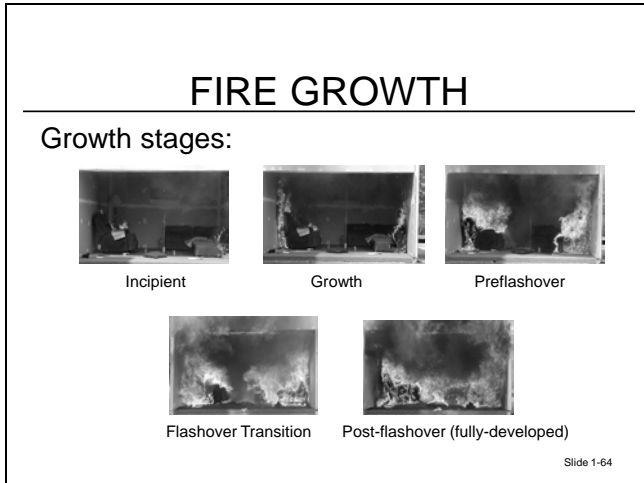 FIRE GROWTH
Growth stages:
Incipient
Growth
Preflashover
Flashover Transition
Post-flashover (fully-developed)
Slide 1-64